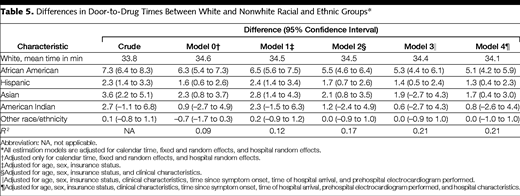 Table 5. Differences in Door-to-Drug Times Between White and Nonwhite Racial and Ethnic Groups*
Difference (95% Confidence Interval)
Characteristic Crude Model 0† Model 1‡ Model 2§ Model 3|| Model 4¶
White, mean time in min 33.8 34.6 34.5 34.5 34.4 34.1
African American 7.3 (6.4 to 8.3) 6.3 (5.4 to 7.3) 6.5 (5.6 to 7.5) 5.5 (4.6 to 6.4) 5.3 (4.4 to 6.1) 5.1 (4.2 to 5.9)
Hispanic 2.3 (1.4 to 3.3) 1.6 (0.6 to 2.6) 2.4 (1.4 to 3.4) 1.7 (0.7 to 2.6) 1.4 (0.5 to 2.4) 1.3 (0.4 to 2.3)
Asian 3.6 (2.2 to 5.1) 2.3 (0.8 to 3.7) 2.8 (1.4 to 4.3) 2.1 (0.8 to 3.5) 1.9 (–2.7 to 4.3) 1.7 (0.4 to 3.0)
American Indian 2.7 (–1.1 to 6.8) 0.9 (–2.7 to 4.9) 2.3 (–1.5 to 6.3) 1.2 (–2.4 to 4.9) 0.6 (–2.7 to 4.3) 0.8 (–2.6 to 4.4)
Other race/ethnicity 0.1 (–0.8 to 1.1) –0.7 (–1.7 to 0.3) 0.2 (–0.9 to 1.2) 0.0 (–0.9 to 1.0) 0.0 (–0.9 to 1.0) 0.0 (–1.0 to 1.0)
R² NA 0.09 0.12 0.17 0.21 0.21
Abbreviation: NA, not applicable.
*All estimation models are adjusted for calendar time, fixed and random effects, and hospital random effects.
†Adjusted only for calendar time, fixed and random effects, and hospital random effects.
‡Adjusted for age, sex, insurance status.
§Adjusted for age, sex, insurance status, and clinical characteristics.
||Adjusted for age, sex, insurance status, clinical characteristics, time since symptom onset, time of hospital arrival, and prehospital electrocardiogram performed.
¶Adjusted for age, sex, insurance status, clinical characteristics, time since symptom onset, time of hospital arrival, prehospital electrocardiogram performed, and hospital characteristics